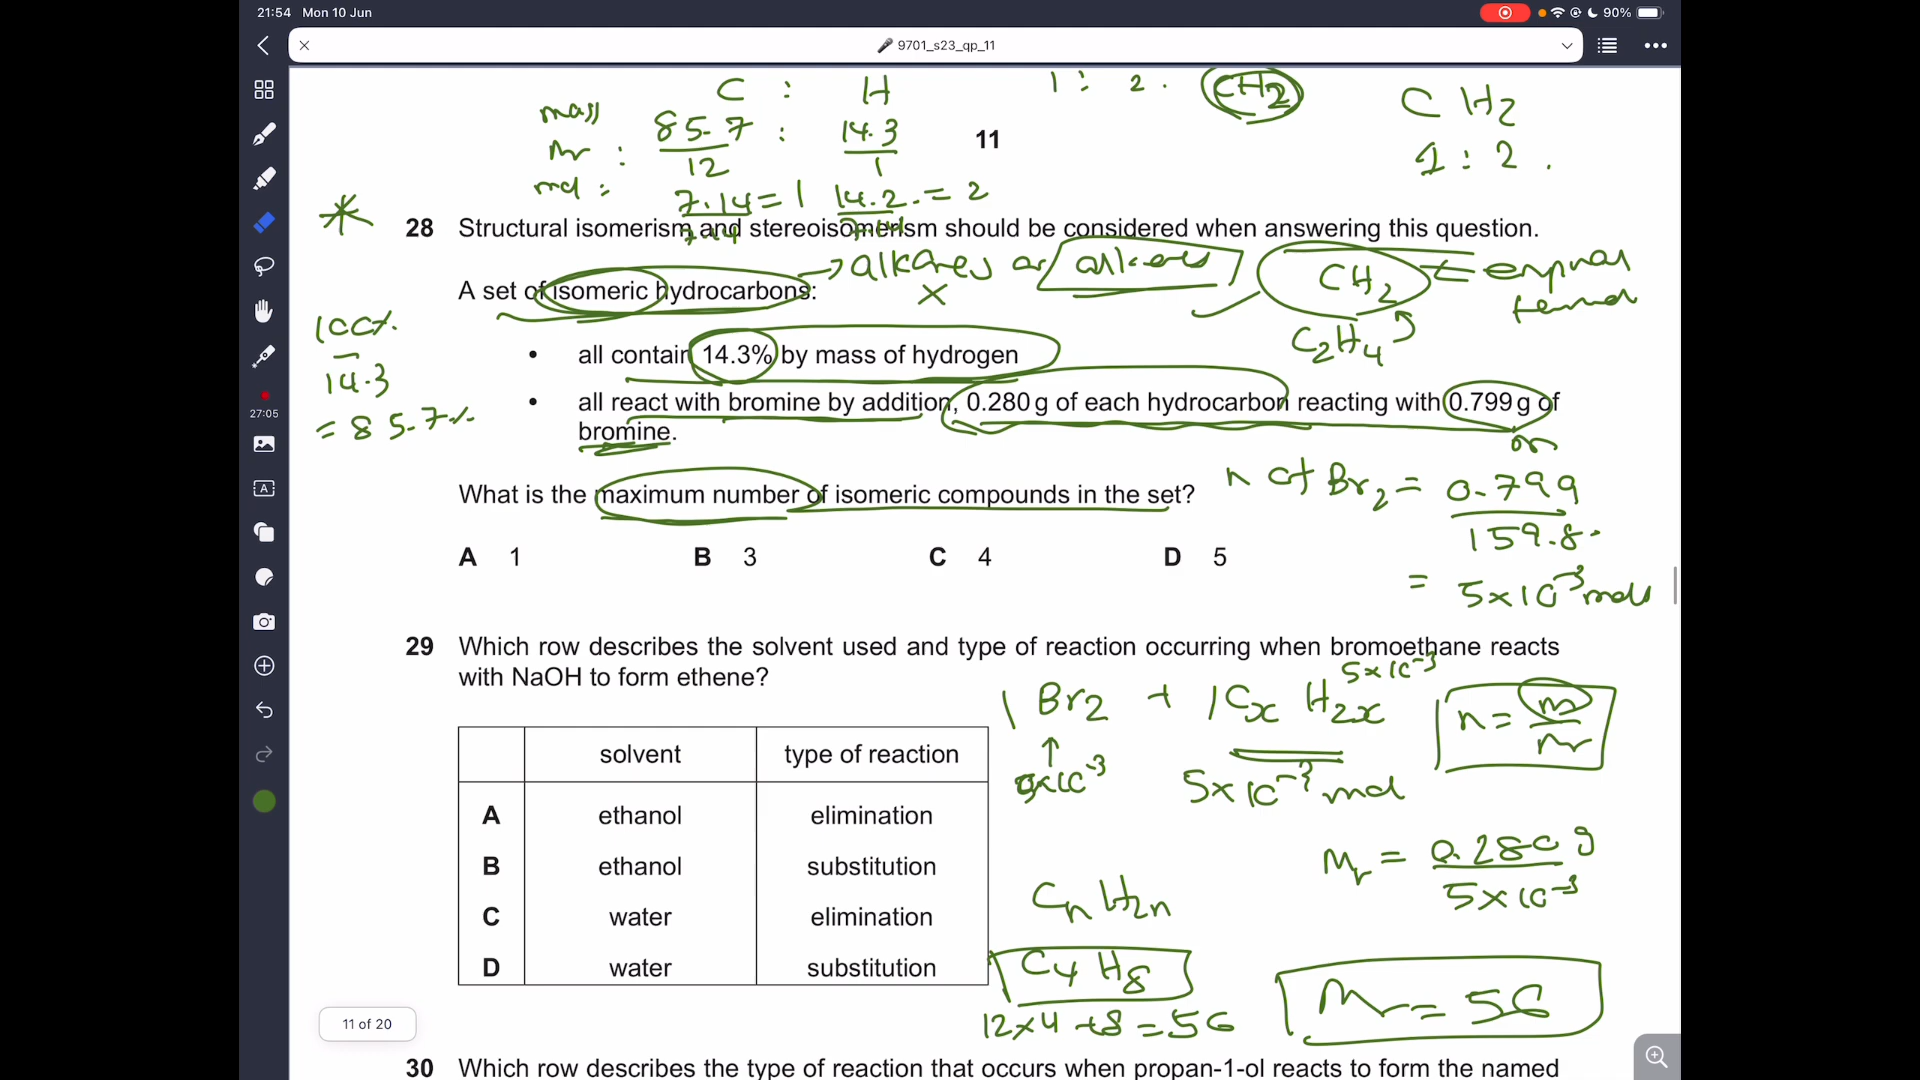 21:54 Mon 10 Jun
90%
9701_s23_qp_11
C : H
1 : 2 .
CH2
C H2
1 : 2 .
mass
85.7 : 14.3
Mr :
12 1
mol :
7.14 = 1 14.2. = 2
7.14 7.14
11
28 Structural isomerism and stereoisomerism should be considered when answering this question.
→ alkanes or alkenes
X
CH2
A set of isomeric hydrocarbons:
C2H4
100%
14.3
= 85.7%
• all contain 14.3% by mass of hydrogen
• all react with bromine by addition, 0.280 g of each hydrocarbon reacting with 0.799 g of
bromine.
What is the maximum number of isomeric compounds in the set?
n of Br2 = 0.799
159.8
= 5×10⁻³ mols
A 1 B 3 C 4 D 5
27:05
29 Which row describes the solvent used and type of reaction occurring when bromoethane reacts
with NaOH to form ethene?
5×10⁻³
1 Br2 + 1 Cx H2x
n = m
Mr
↑
5×10⁻³
5×10⁻³ mol
solvent type of reaction
A ethanol elimination
B ethanol substitution
C water elimination
D water substitution
Mr = 0.280 g
5×10⁻³
Cn H2n
C4 H8
12×4 +8 = 56
Mr = 56
11 of 20
30 Which row describes the type of reaction that occurs when propan-1-ol reacts to form the named